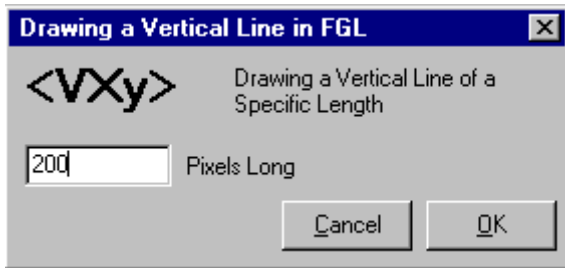 Drawing a Vertical Line in FGL
<VXy>
Drawing a Vertical Line of a
Specific Length
200
Pixels Long
Cancel
OK